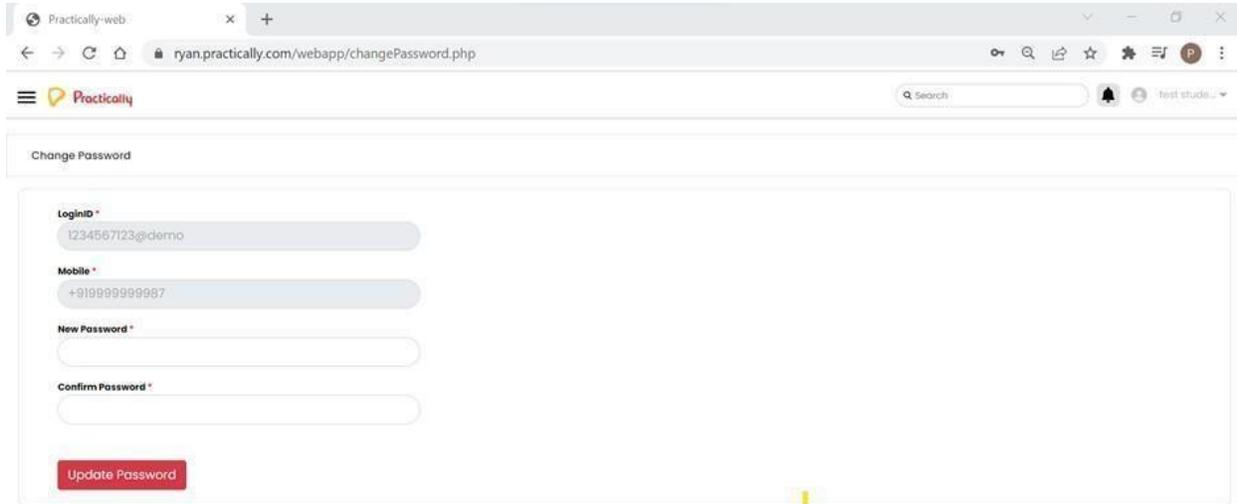 Practically-web
ryan.practically.com/webapp/changePassword.php
P
Practically
Search
test stude...
Change Password
LoginID *
1234567123@demo
Mobile *
+919999999987
New Password *
Confirm Password *
Update Password